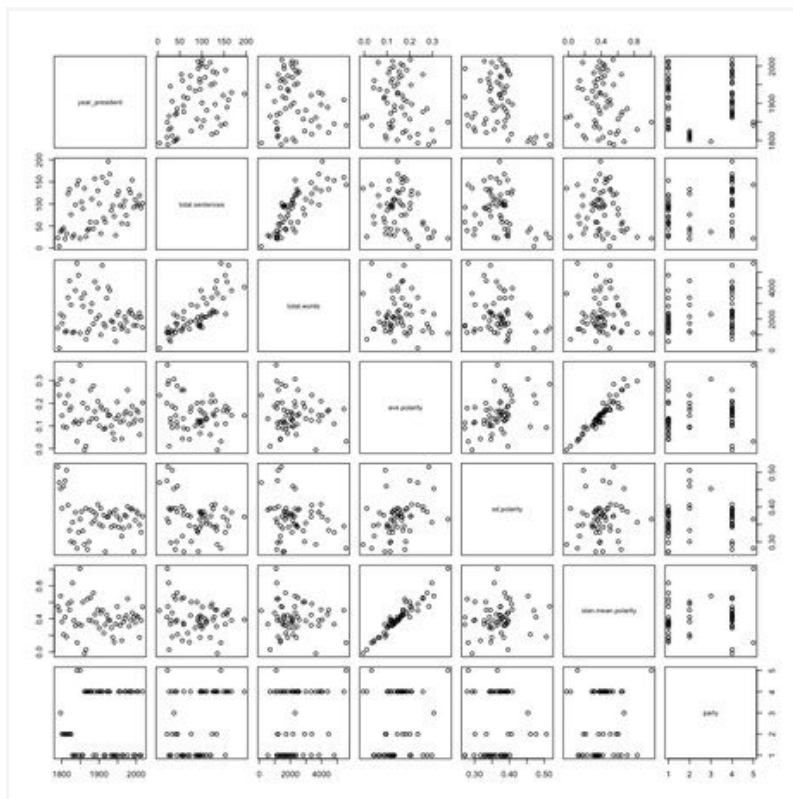 0 50 100 150 200
0.0 0.1 0.2 0.3
0.0 0.4 0.8
year_president
1800 1900 2000
0 50 100 150 200
total sentences
total words
0 2000 4000
0.0 0.1 0.2 0.3
ave.polarity
sd.polarity
0.30 0.40 0.50
0.0 0.4 0.8
stan.mean.polarity
party
1 2 3 4 5
1800 1900 2000
0 2000 4000
0.30 0.40 0.50
1 2 3 4 5